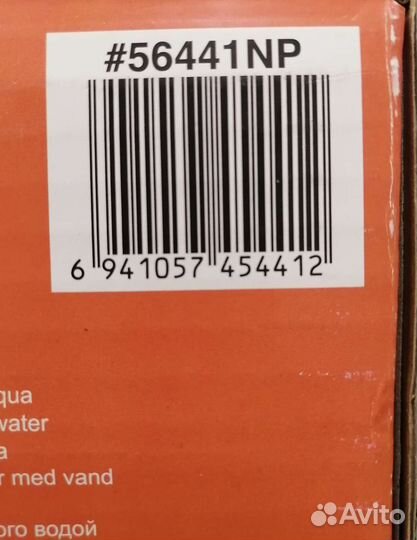 #56441NP
6 941057 454412
qua
water
a
r med vand
ого водой
Avito